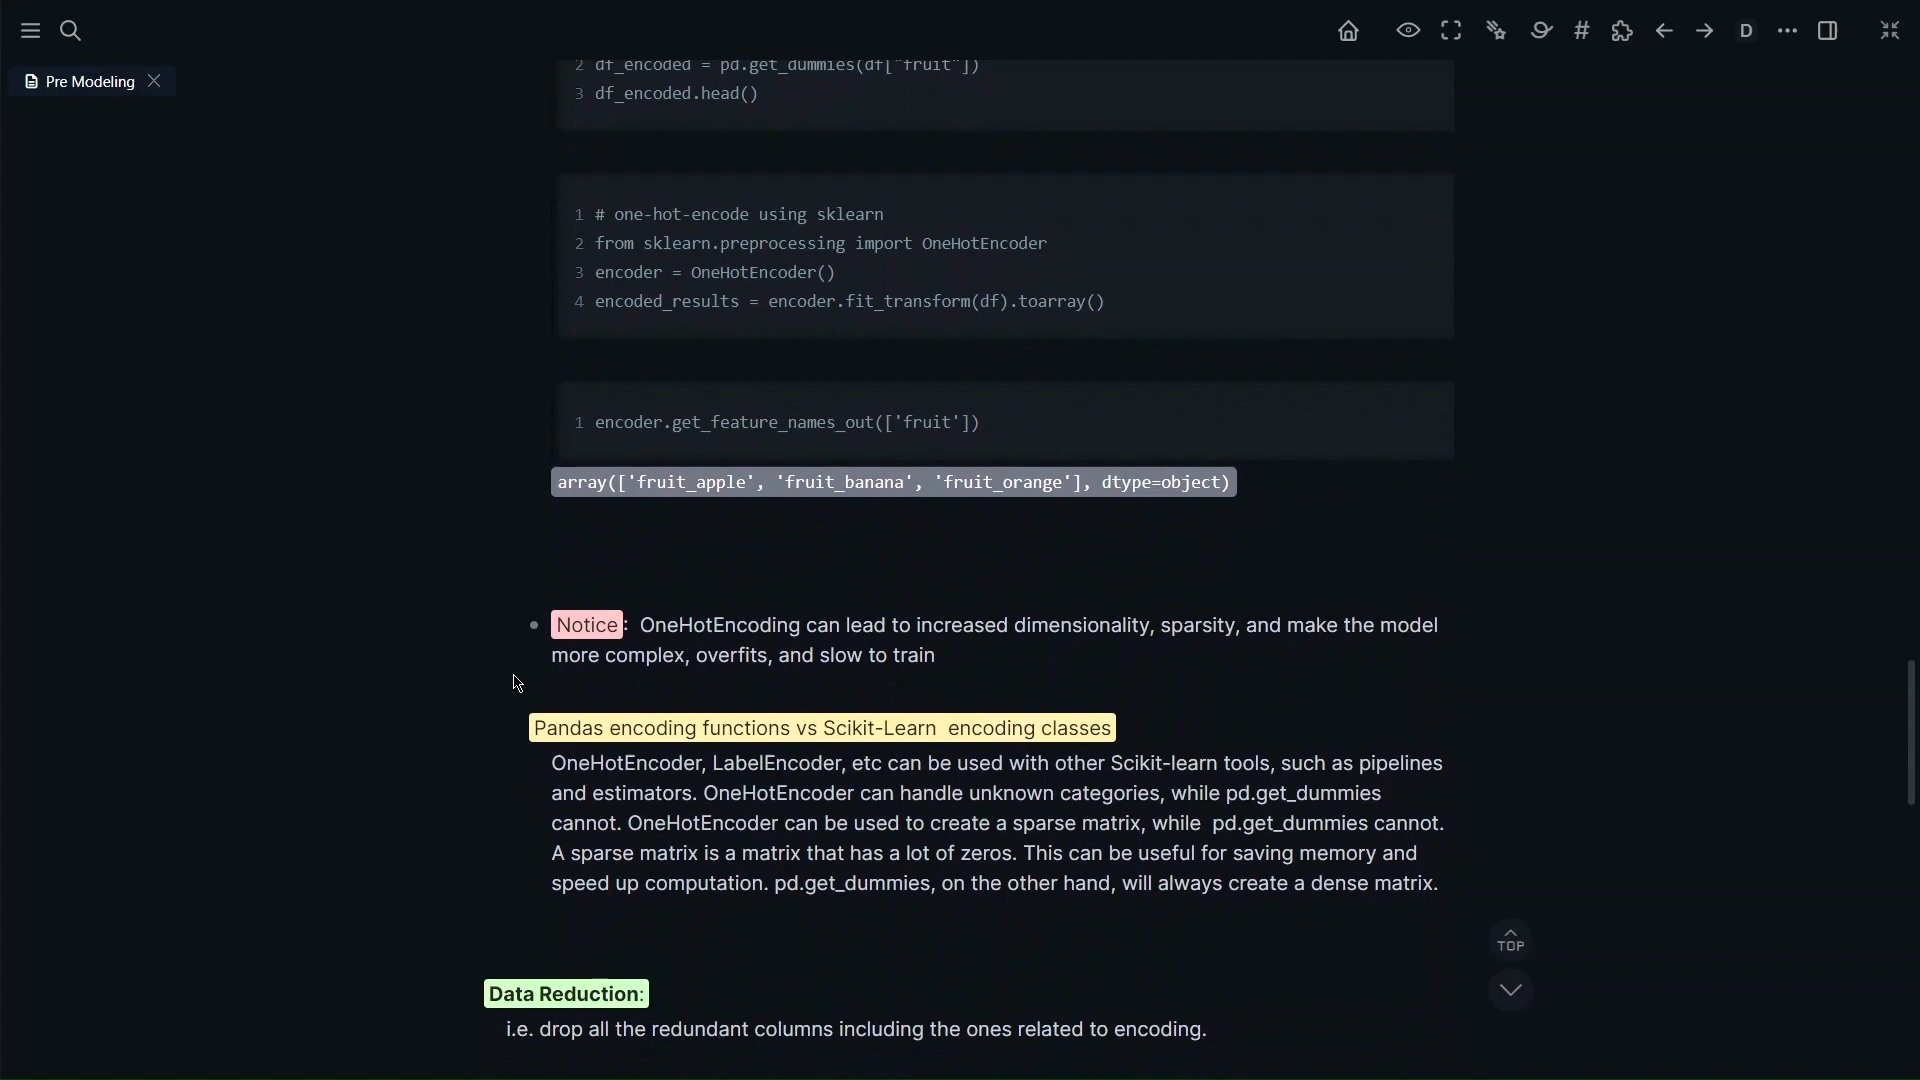 Pre Modeling
#
D
2 df_encoded = pd.get_dummies(df["fruit"])
3 df_encoded.head()
1 # one-hot-encode using sklearn
2 from sklearn.preprocessing import OneHotEncoder
3 encoder = OneHotEncoder()
4 encoded_results = encoder.fit_transform(df).toarray()
1 encoder.get_feature_names_out(['fruit'])
array(['fruit_apple', 'fruit_banana', 'fruit_orange'], dtype=object)
Notice: OneHotEncoding can lead to increased dimensionality, sparsity, and make the model
more complex, overfits, and slow to train
Pandas encoding functions vs Scikit-Learn  encoding classes
OneHotEncoder, LabelEncoder, etc can be used with other Scikit-learn tools, such as pipelines
and estimators. OneHotEncoder can handle unknown categories, while pd.get_dummies
cannot. OneHotEncoder can be used to create a sparse matrix, while  pd.get_dummies cannot.
A sparse matrix is a matrix that has a lot of zeros. This can be useful for saving memory and
speed up computation. pd.get_dummies, on the other hand, will always create a dense matrix.
TOP
Data Reduction:
i.e. drop all the redundant columns including the ones related to encoding.